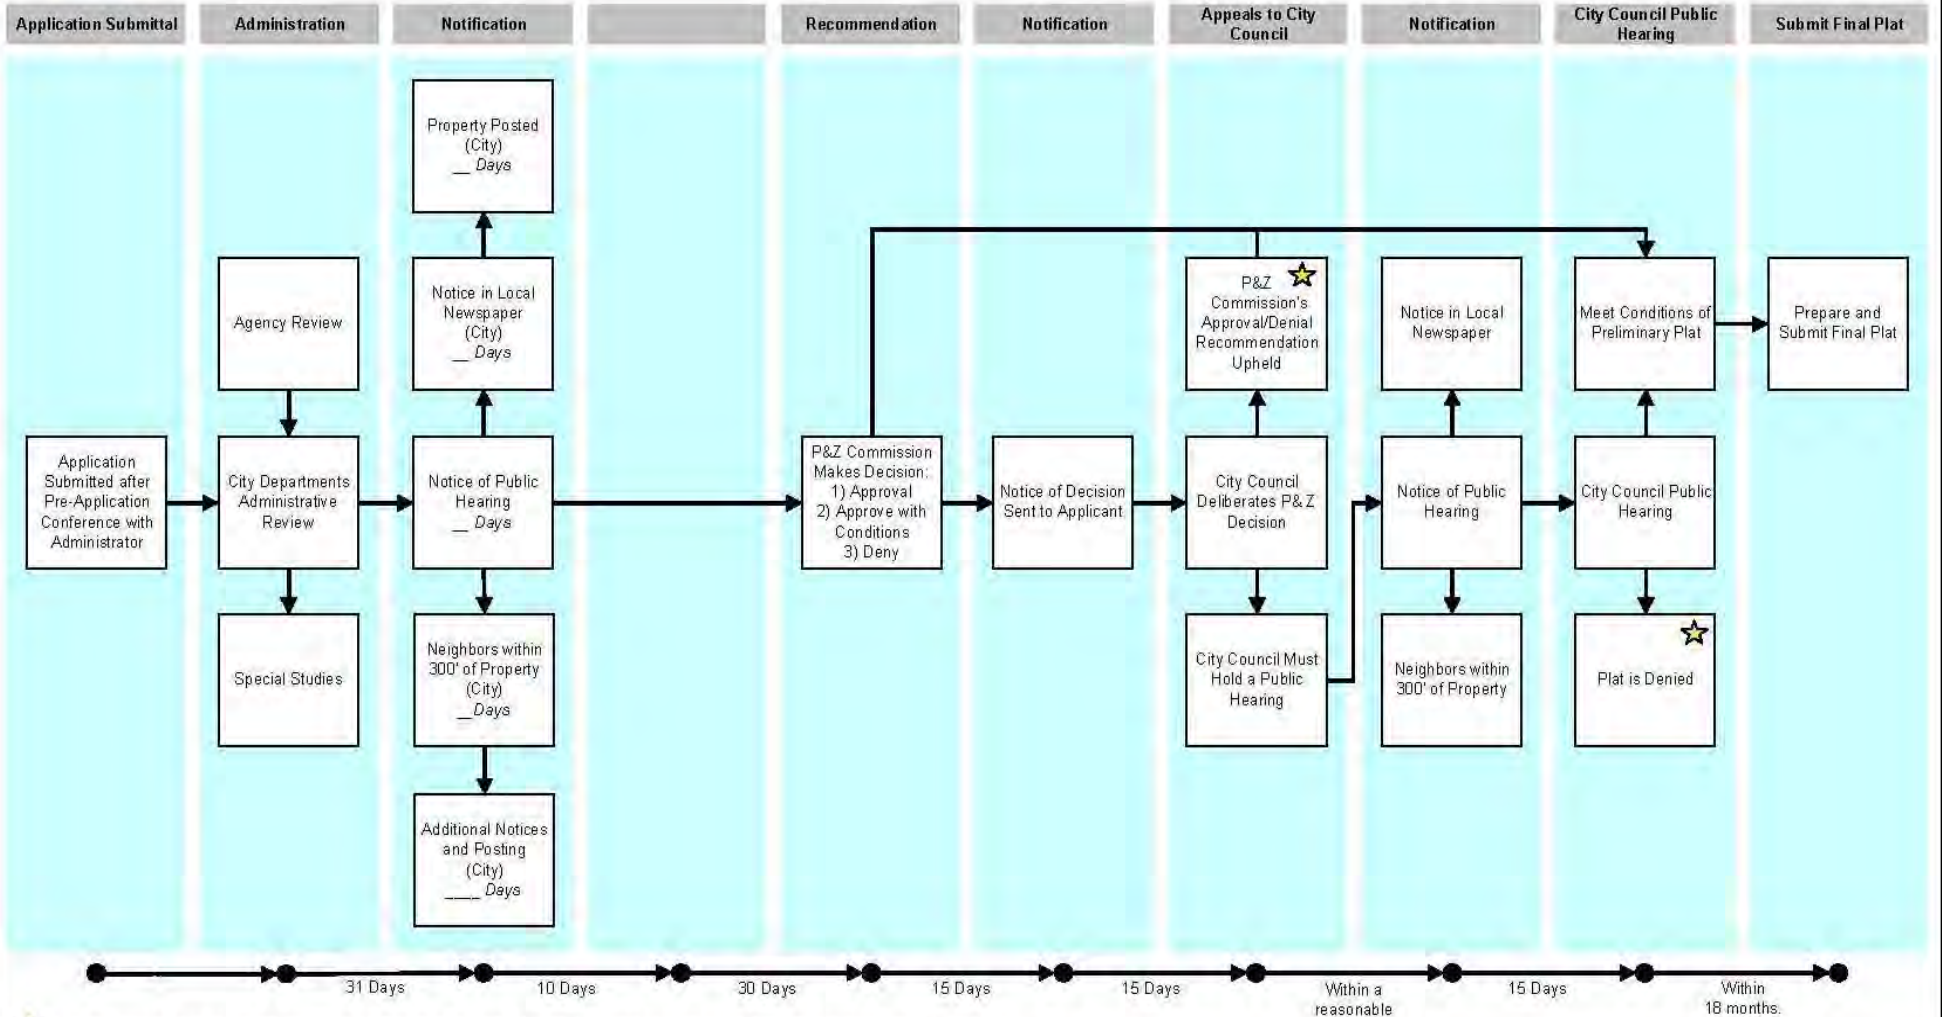 Application Submittal
Administration
Notification
Recommendation
Notification
Appeals to City
Council
Notification
City Council Public
Hearing
Submit Final Plat
Application
Submitted after
Pre-Application
Conference with
Administrator
Agency Review
City Departments
Administrative
Review
Special Studies
Property Posted
(City)
__ Days
Notice in Local
Newspaper
(City)
__ Days
Notice of Public
Hearing
__ Days
Neighbors within
300' of Property
(City)
__Days
Additional Notices
and Posting
(City)
____ Days
P&Z Commission
Makes Decision:
1) Approval
2) Approve with
Conditions
3) Deny
Notice of Decision
Sent to Applicant
P&Z
Commission's
Approval/Denial
Recommendation
Upheld
City Council
Deliberates P&Z
Decision
City Council Must
Hold a Public
Hearing
Notice in Local
Newspaper
Notice of Public
Hearing
Neighbors within
300' of Property
Meet Conditions of
Preliminary Plat
City Council Public
Hearing
Plat is Denied
Prepare and
Submit Final Plat
31 Days
10 Days
30 Days
15 Days
15 Days
Within a
reasonable
15 Days
Within
18 months.